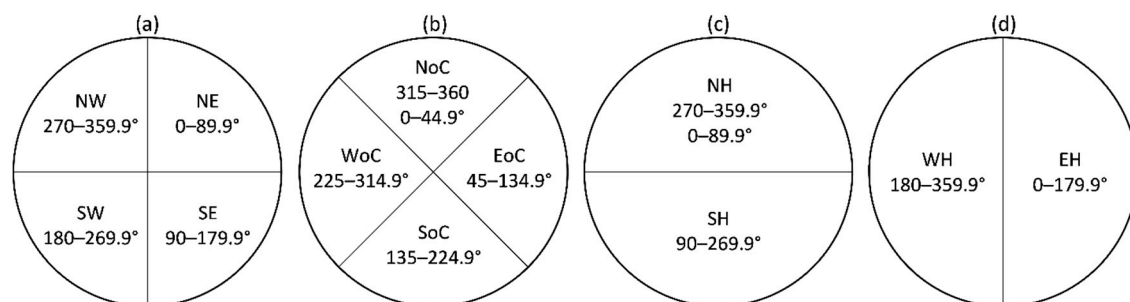 (a)
NW
270–359.9°
NE
0–89.9°
SW
180–269.9°
SE
90–179.9°
(b)
NoC
315–360
0–44.9°
WoC
225–314.9°
EoC
45–134.9°
SoC
135–224.9°
(c)
NH
270–359.9°
0–89.9°
SH
90–269.9°
(d)
WH
180–359.9°
EH
0–179.9°